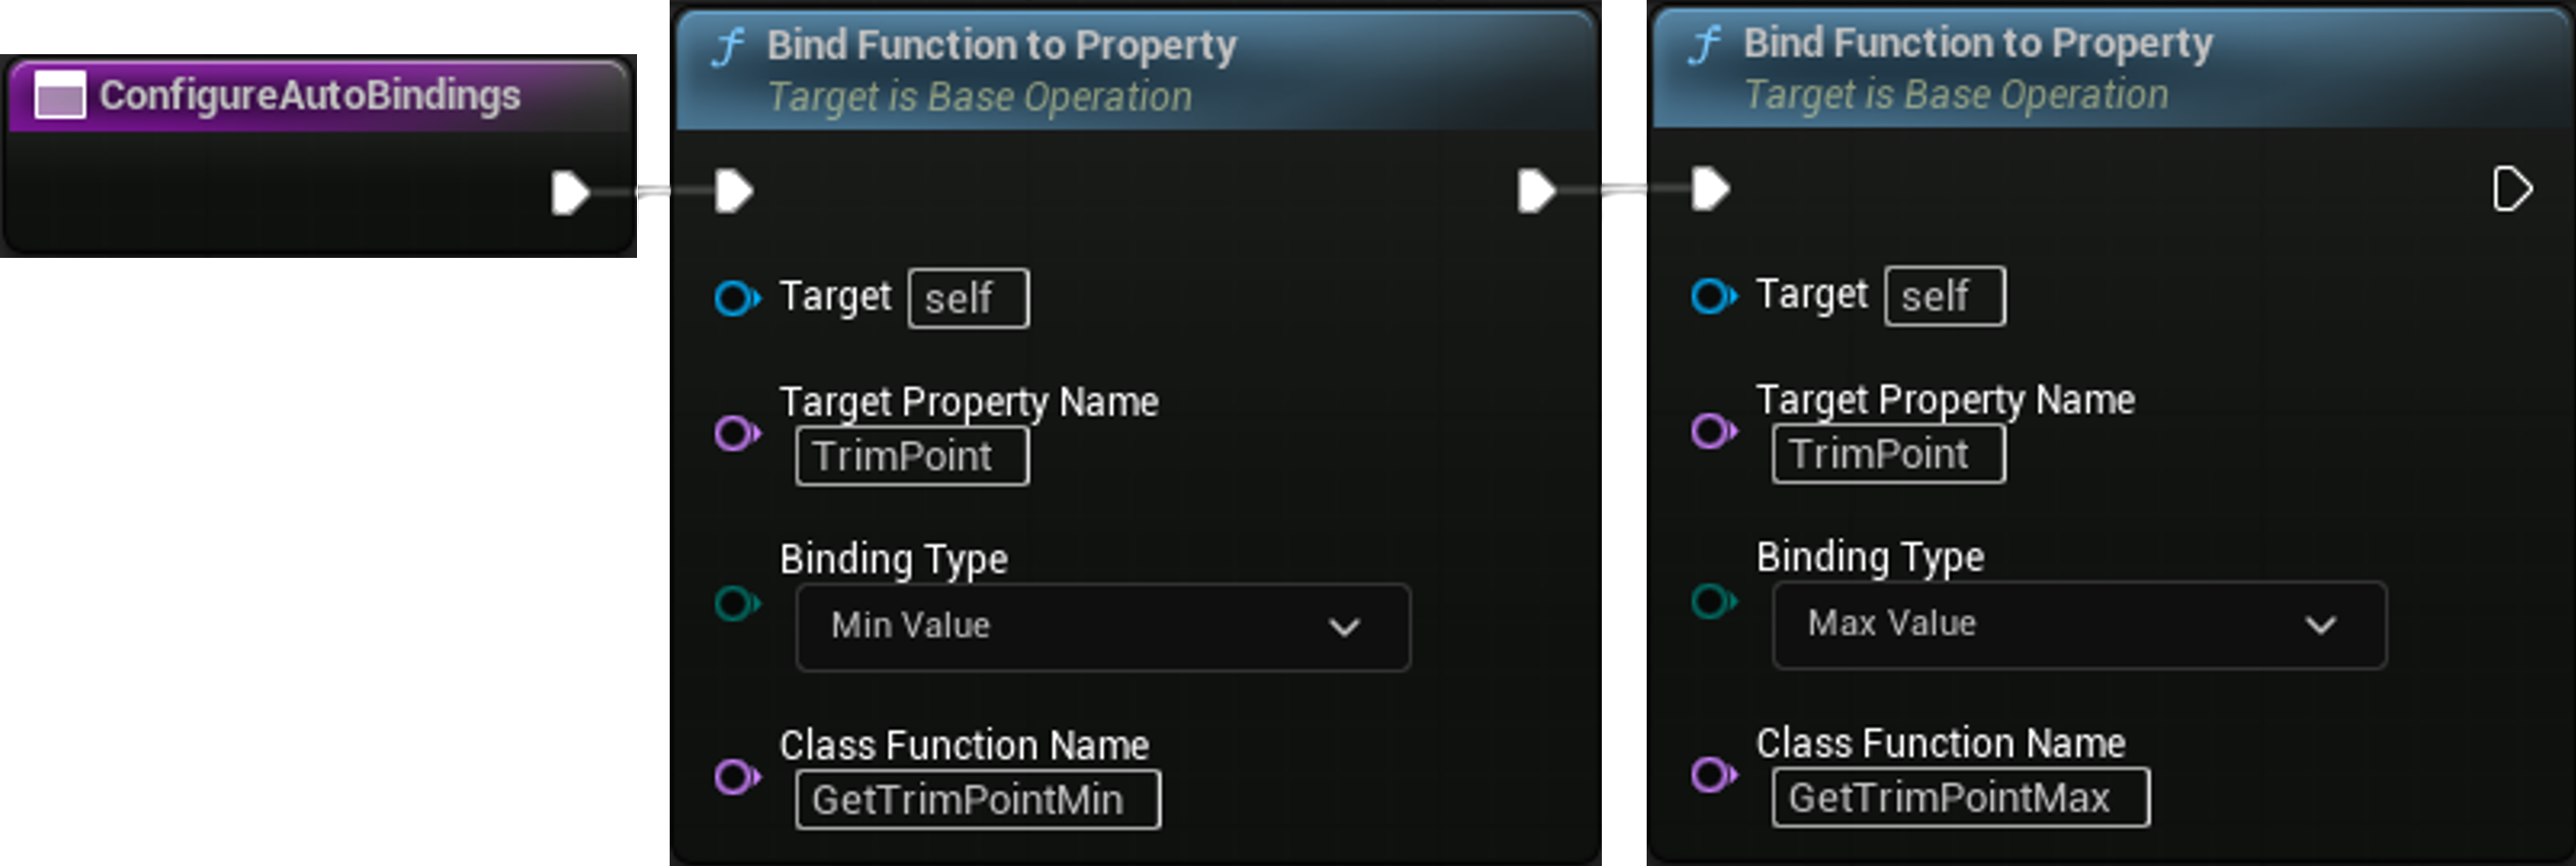 ConfigureAutoBindings
Bind Function to Property
Target is Base Operation
Target self
Target Property Name
TrimPoint
Binding Type
Min Value
Class Function Name
GetTrimPointMin
Bind Function to Property
Target is Base Operation
Target self
Target Property Name
TrimPoint
Binding Type
Max Value
Class Function Name
GetTrimPointMax